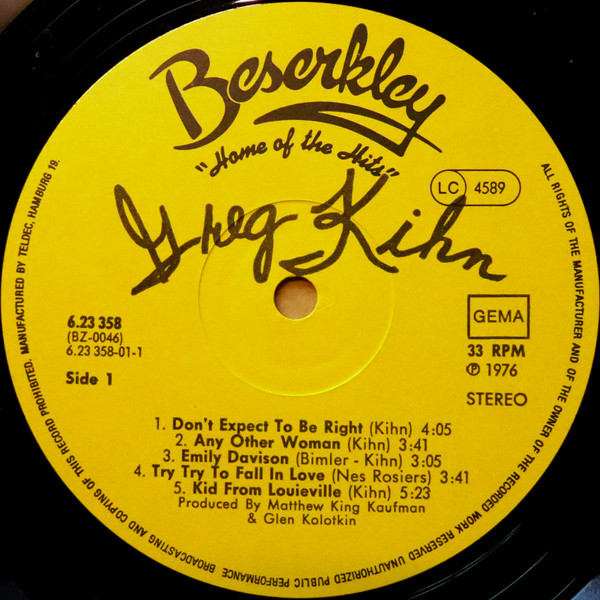 Beserkley
"Home of the Hits"
Greg Kihn
LC 4589
6.23 358
(BZ-0046)
6.23 358-01-1
Side 1
GEMA
33 RPM
℗ 1976
STEREO
1. Don't Expect To Be Right (Kihn) 4:05
2. Any Other Woman (Kihn) 3:41
3. Emily Davison (Bimler - Kihn) 3:05
4. Try Try To Fall In Love (Nes Rosiers) 3:41
5. Kid From Louieville (Kihn) 5:23
Produced By Matthew King Kaufman
& Glen Kolotkin
ALL RIGHTS OF THE MANUFACTURER AND OF THE OWNER OF THE RECORDED WORK RESERVED UNAUTHORIZED PUBLIC PERFORMANCE BROADCASTING AND COPYING OF THIS RECORD PROHIBITED. MANUFACTURED BY TELDEC, HAMBURG 19.